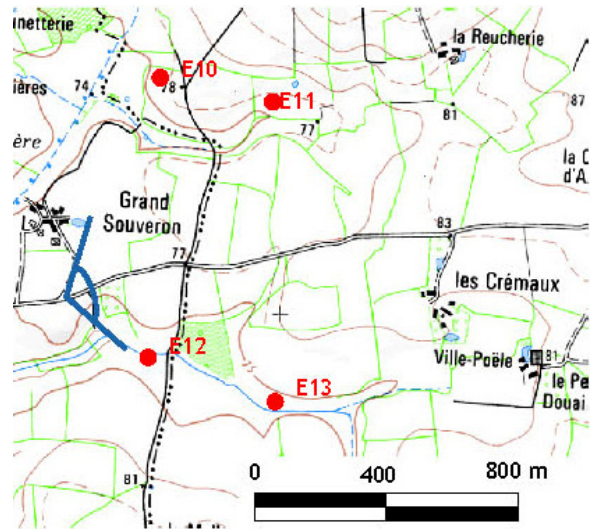 netterie
la Reucherie
E10
74
78
ières
E11
87
81
77
ère
la C
d'A
Grand
Souveron
83
77
les Crémaux
E12
Ville-Poële
81
E13
le Pe
Douai
81
0 400 800 m